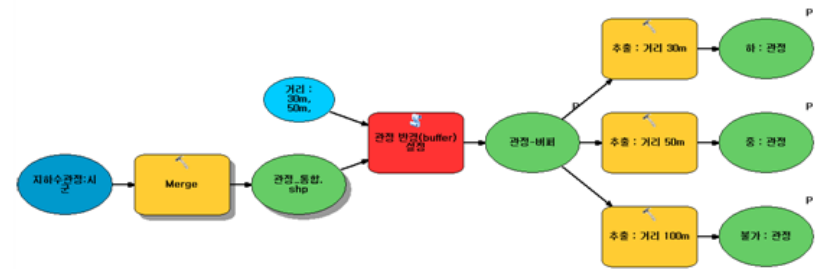 지하수관정:시
군
Merge
관정_통합.
shp
거리 :
30m,
50m,
관정 반경(buffer)
설정
관정-버퍼
P
추출 : 거리 30m
하 : 관정
P
추출 : 거리 50m
중 : 관정
P
추출 : 거리 100m
불가 : 관정
P